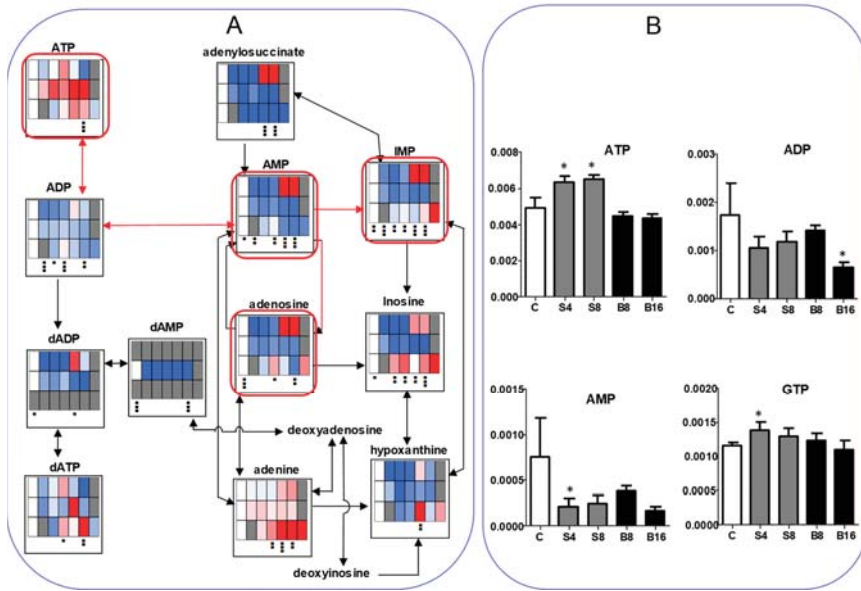 A
ATP
adenylosuccinate
ADP
AMP
IMP
adenosine
Inosine
dADP
dAMP
deoxyadenosine
dATP
adenine
hypoxanthine
deoxyinosine
B
ATP
0.008
0.006
0.004
0.002
0.000
C S4 S8 B8 B16
* *
ADP
0.003
0.002
0.001
0.000
C S4 S8 B8 B16
*
AMP
0.0015
0.0010
0.0005
0.0000
C S4 S8 B8 B16
*
GTP
0.0020
0.0015
0.0010
0.0005
0.0000
C S4 S8 B8 B16
*